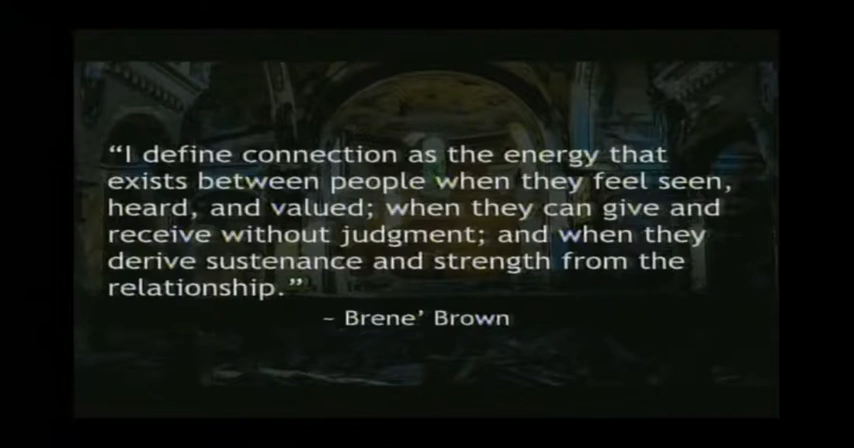 “I define connection as the energy that
exists between people when they feel seen,
heard, and valued; when they can give and
receive without judgment; and when they
derive sustenance and strength from the
relationship.”
~ Brene’ Brown